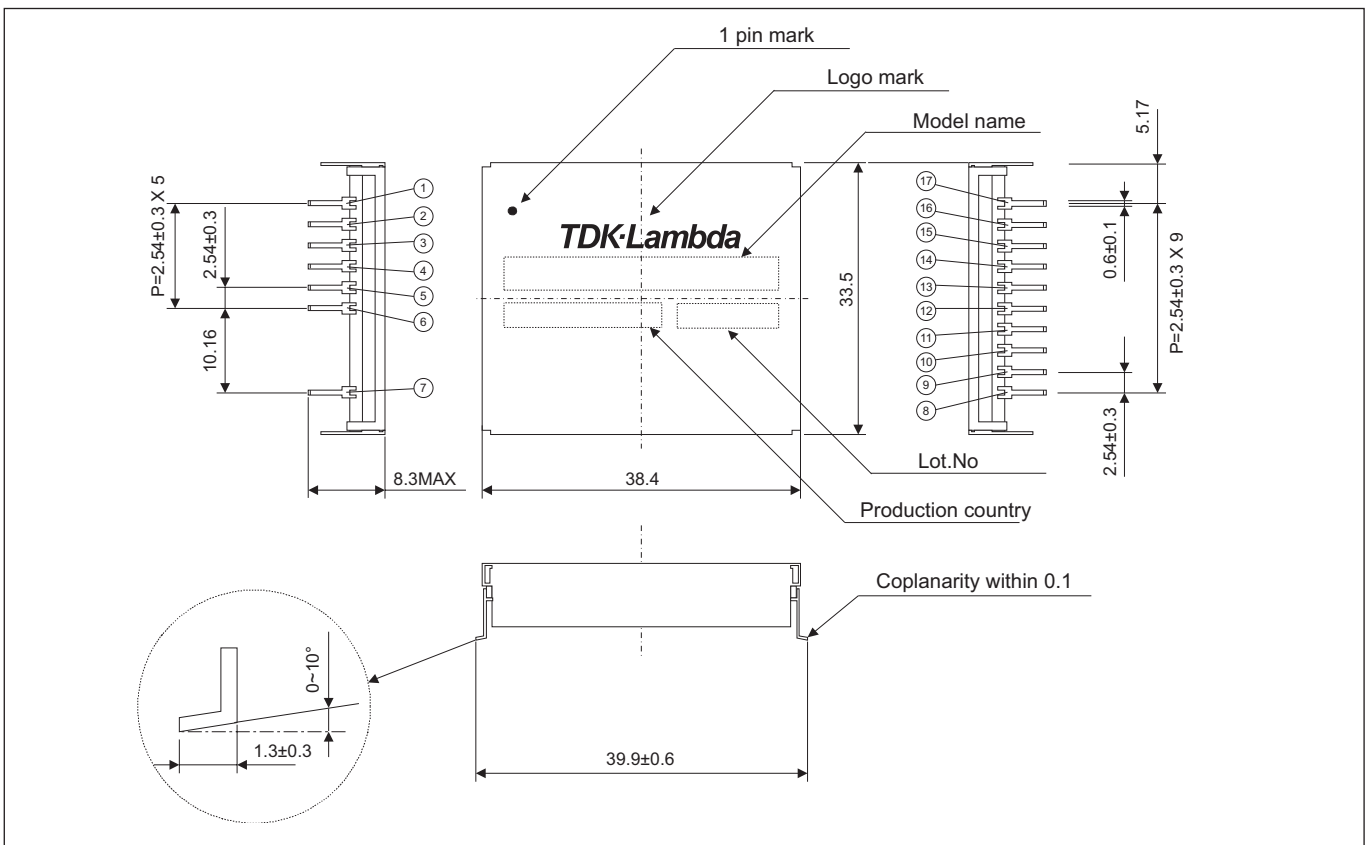 1 pin mark
Logo mark
Model name
5.17
P=2.54±0.3 X 5
2.54±0.3
10.16
1
2
3
4
5
6
7
TDK·Lambda
33.5
17
16
15
14
13
12
11
10
9
8
0.6±0.1
P=2.54±0.3 X 9
2.54±0.3
8.3MAX
38.4
Lot.No
Production country
Coplanarity within 0.1
0~10°
1.3±0.3
39.9±0.6